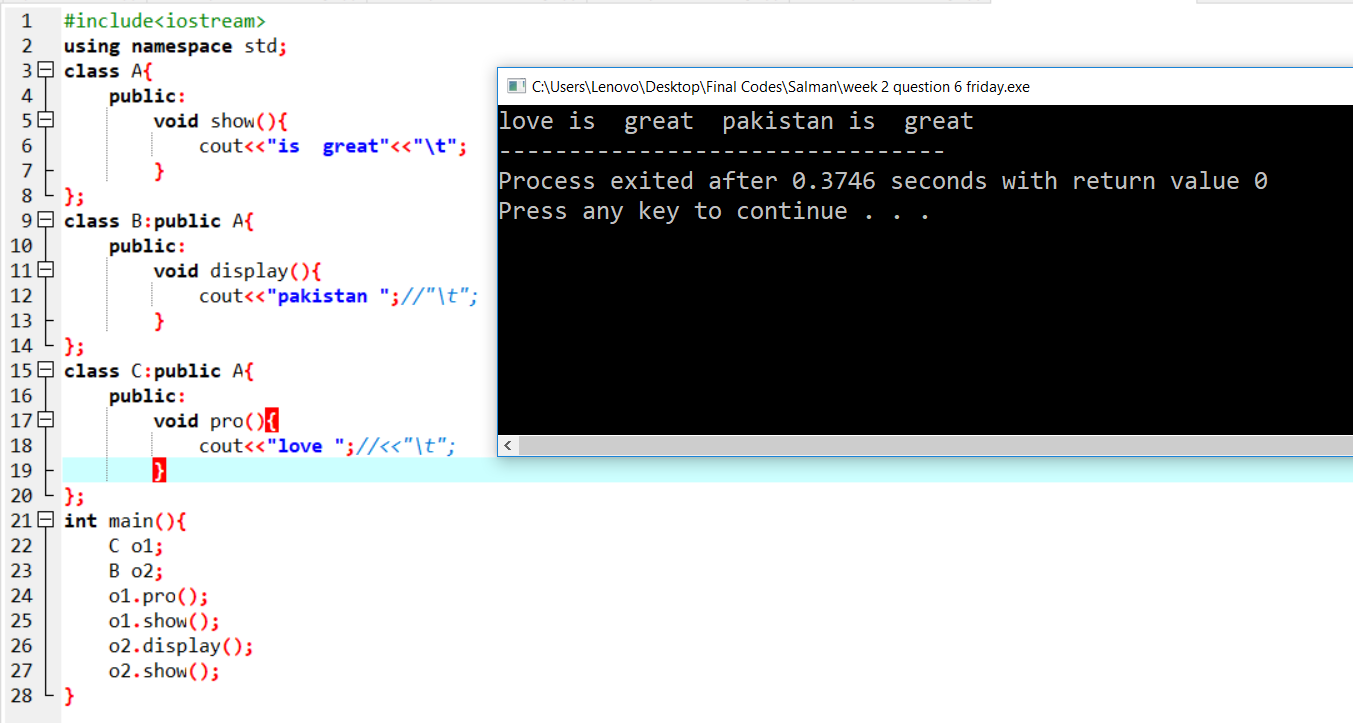 1 #include<iostream>
2 using namespace std;
3 class A{
4     public:
5         void show(){
6             cout<<"is  great"<<"\t";
7         }
8 };
9 class B:public A{
10     public:
11         void display(){
12             cout<<"pakistan ";//"\t";
13         }
14 };
15 class C:public A{
16     public:
17         void pro(){
18             cout<<"love ";//<<"\t";
19         }
20 };
21 int main(){
22     C o1;
23     B o2;
24     o1.pro();
25     o1.show();
26     o2.display();
27     o2.show();
28 }
C:\Users\Lenovo\Desktop\Final Codes\Salman\week 2 question 6 friday.exe
love is  great  pakistan is  great
--------------------------------
Process exited after 0.3746 seconds with return value 0
Press any key to continue . . .